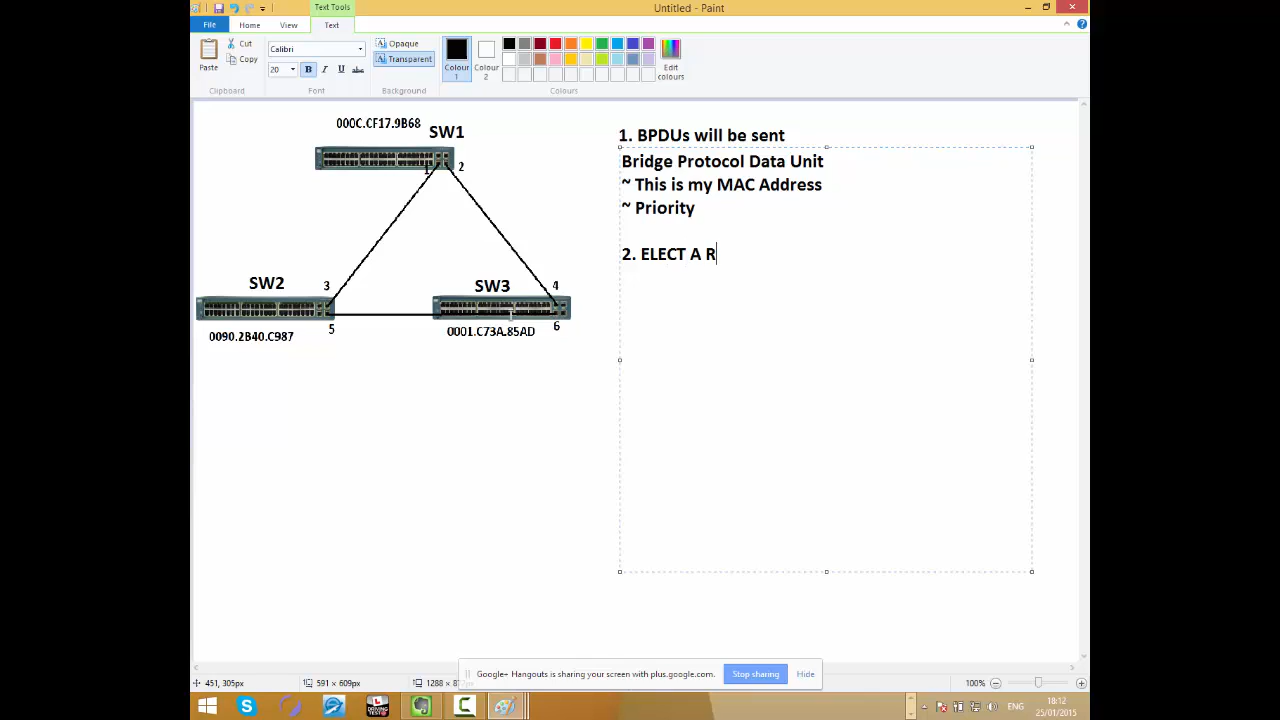 Text Tools
Untitled - Paint
File
Home
View
Text
Paste
Cut
Copy
Clipboard
Calibri
20
B
I
U
abc
Font
Opaque
Transparent
Background
Colour 1
Colour 2
Edit colours
Colours
000C.CF17.9B68
SW1
1
2
SW2
3
5
0090.2B40.C987
SW3
4
6
0001.C73A.85AD
1. BPDUs will be sent
Bridge Protocol Data Unit
~ This is my MAC Address
~ Priority
2. ELECT A R
Google+ Hangouts is sharing your screen with plus.google.com.
Stop sharing
Hide
451, 305px
591 × 609px
1288 × 8
100%
ENG
18:12
25/01/2015